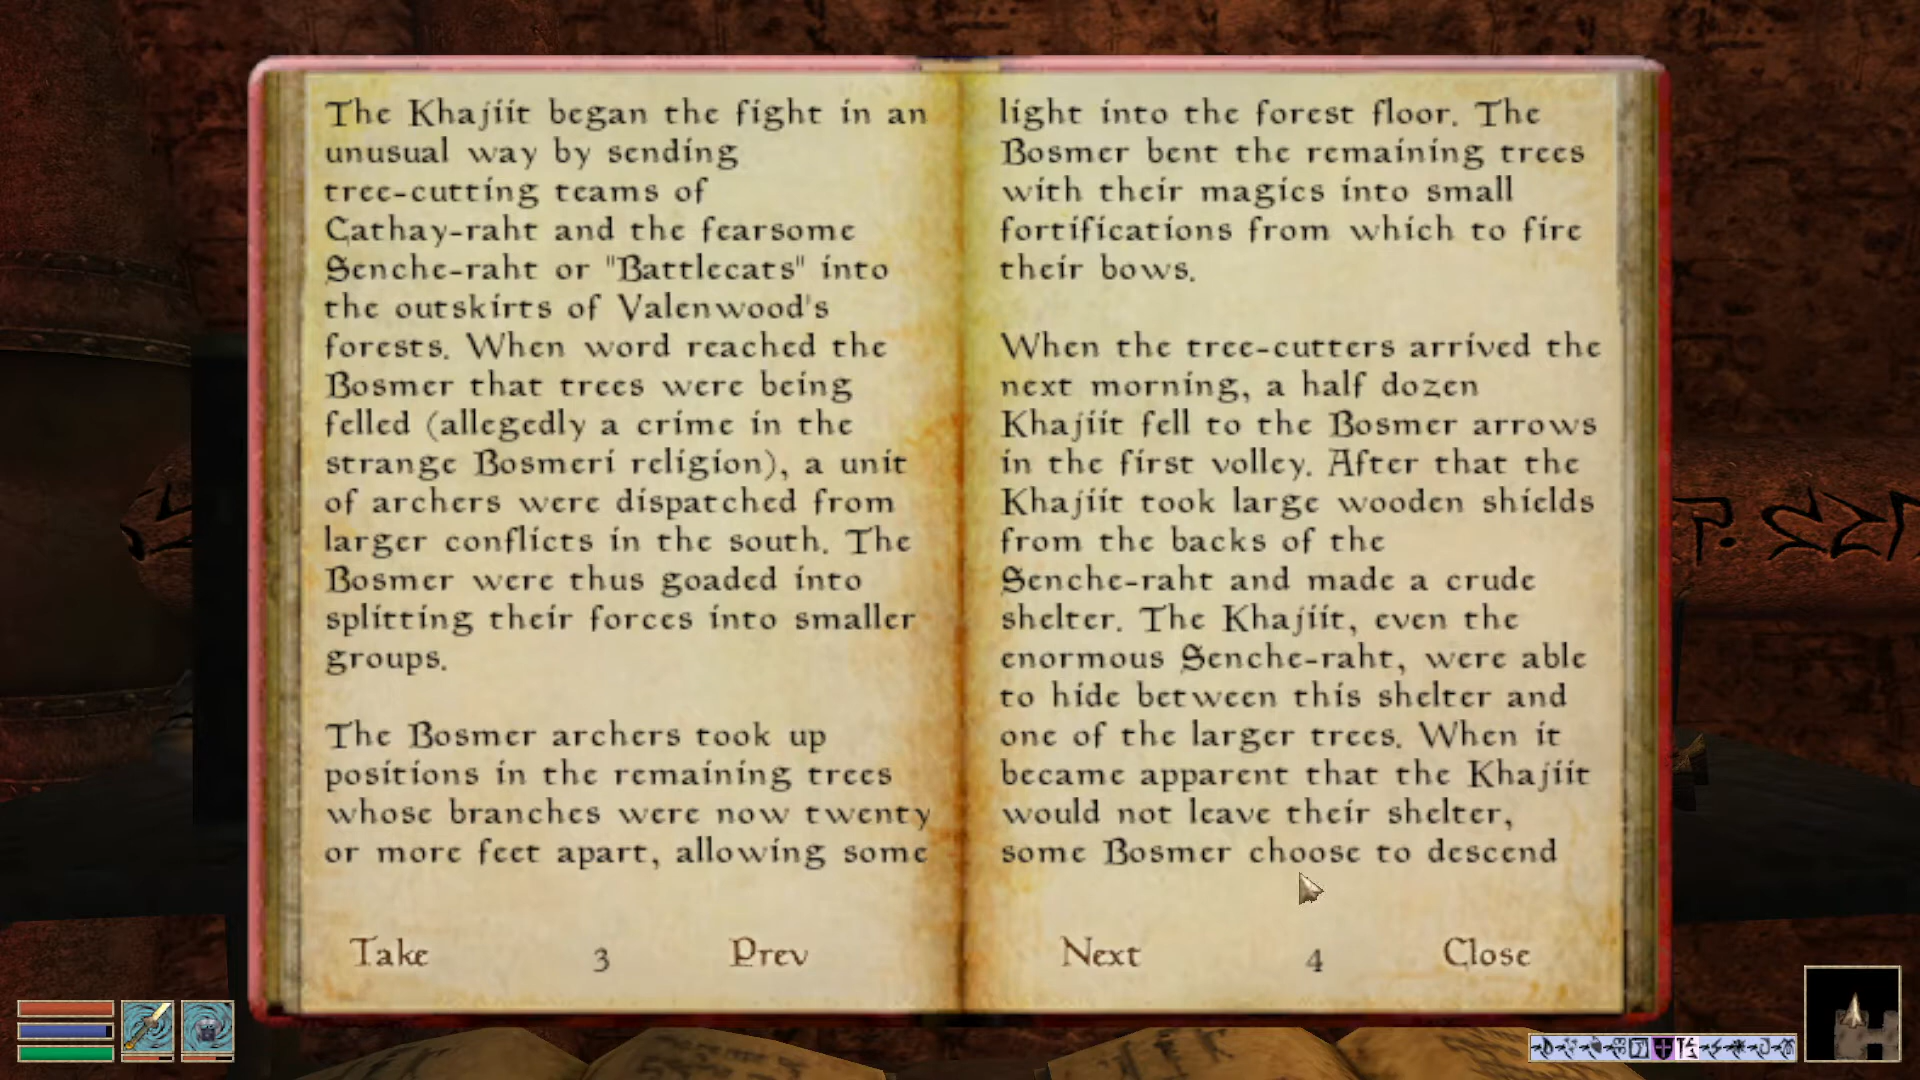 The Khajiit began the fight in an
unusual way by sending
tree-cutting teams of
Cathay-raht and the fearsome
Senche-raht or "Battlecats" into
the outskirts of Valenwood's
forests. When word reached the
Bosmer that trees were being
felled (allegedly a crime in the
strange Bosmeri religion), a unit
of archers were dispatched from
larger conflicts in the south. The
Bosmer were thus goaded into
splitting their forces into smaller
groups.
The Bosmer archers took up
positions in the remaining trees
whose branches were now twenty
or more feet apart, allowing some
light into the forest floor. The
Bosmer bent the remaining trees
with their magics into small
fortifications from which to fire
their bows.
When the tree-cutters arrived the
next morning, a half dozen
Khajiit fell to the Bosmer arrows
in the first volley. After that the
Khajiit took large wooden shields
from the backs of the
Senche-raht and made a crude
shelter. The Khajiit, even the
enormous Senche-raht, were able
to hide between this shelter and
one of the larger trees. When it
became apparent that the Khajiit
would not leave their shelter,
some Bosmer choose to descend
Take 3 Prev Next 4 Close